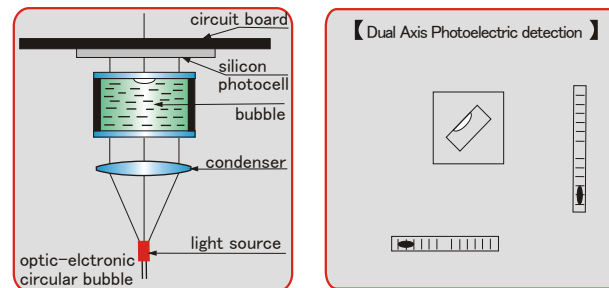 circuit board
silicon
photocell
bubble
condenser
light source
optic-elctronic
circular bubble
【 Dual Axis Photoelectric detection 】